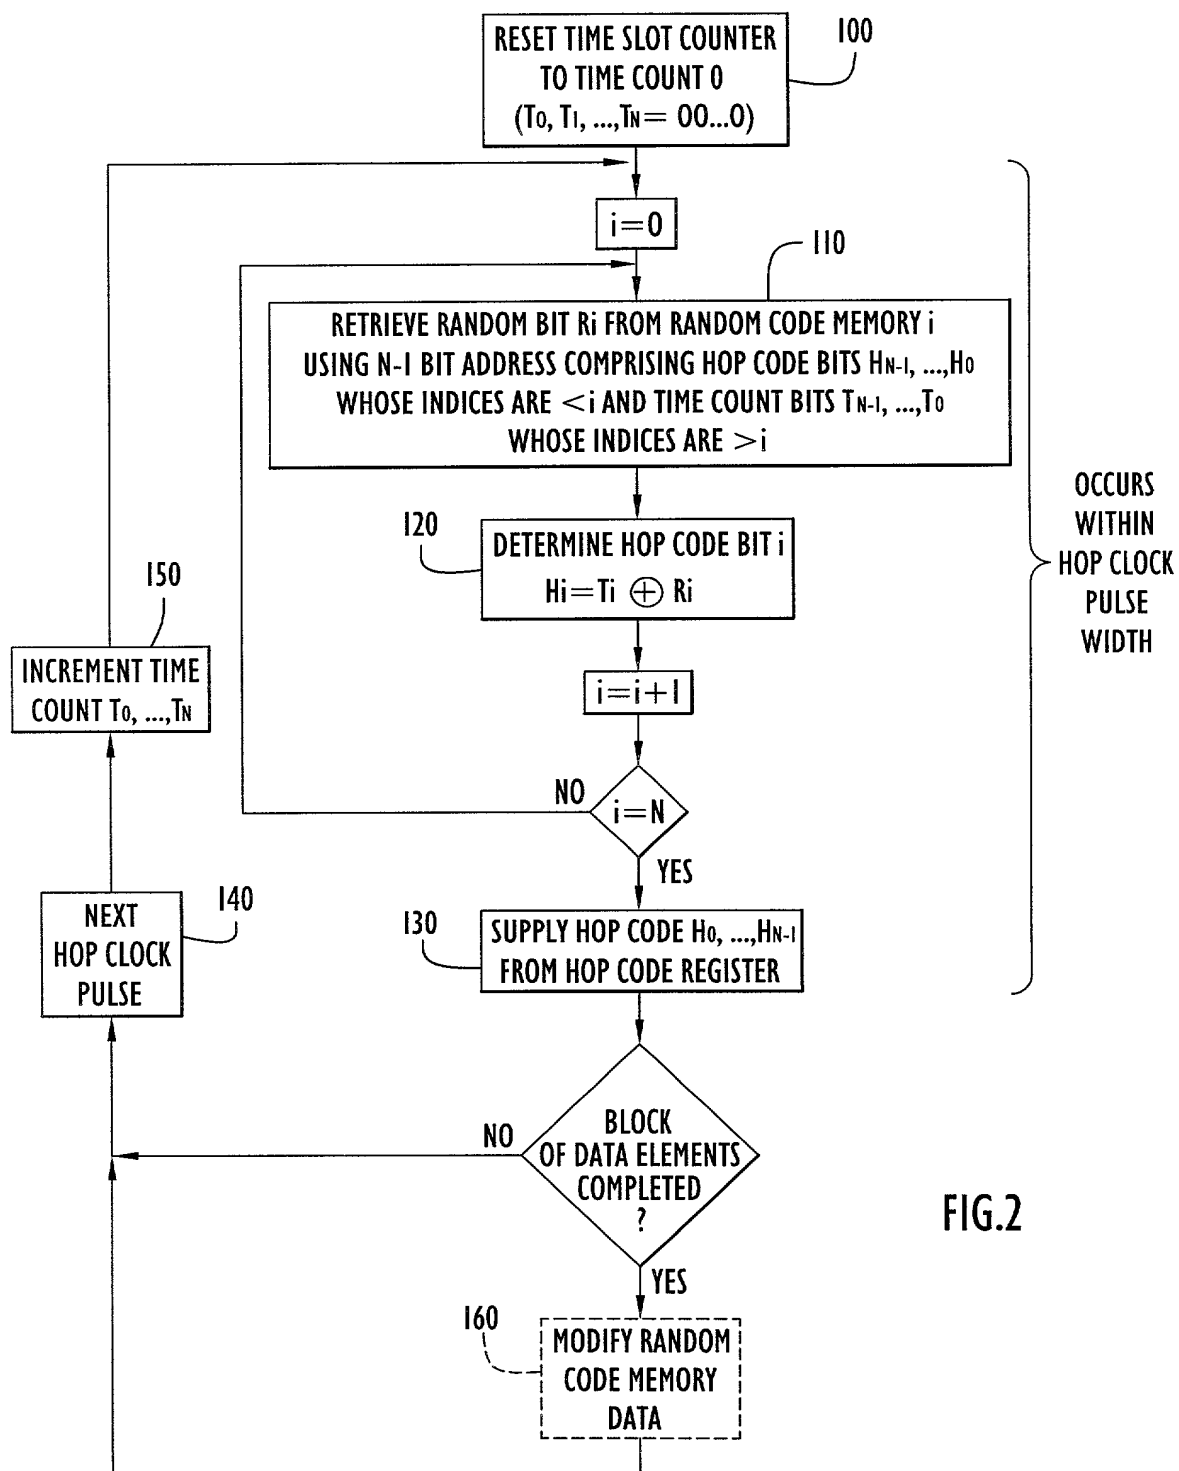 RESET TIME SLOT COUNTER
TO TIME COUNT 0
(T0, T1, ...,TN= 00...0)
100
i=0
110
RETRIEVE RANDOM BIT Ri FROM RANDOM CODE MEMORY i
USING N-1 BIT ADDRESS COMPRISING HOP CODE BITS HN-1, ...,H0
WHOSE INDICES ARE <i AND TIME COUNT BITS TN-1, ...,T0
WHOSE INDICES ARE >i
120
DETERMINE HOP CODE BIT i
Hi=Ti ⊕ Ri
OCCURS
WITHIN
HOP CLOCK
PULSE
WIDTH
150
INCREMENT TIME
COUNT T0, ...,TN
i=i+1
NO
i=N
YES
140
NEXT
HOP CLOCK
PULSE
130
SUPPLY HOP CODE H0, ...,HN-1
FROM HOP CODE REGISTER
NO
BLOCK
OF DATA ELEMENTS
COMPLETED
?
YES
FIG.2
160
MODIFY RANDOM
CODE MEMORY
DATA